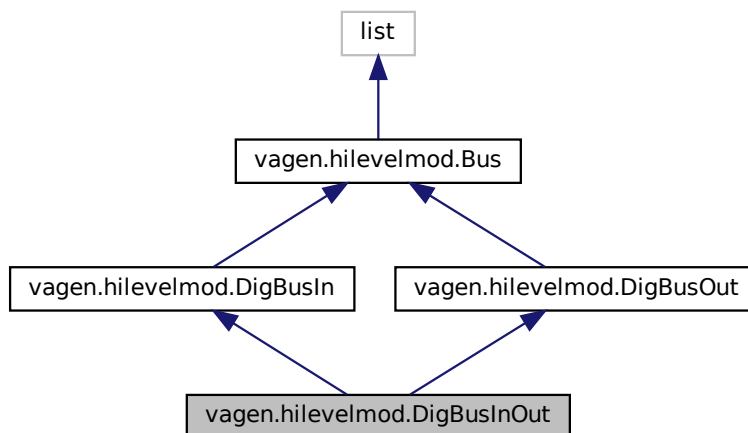 list
vagen.hilevelmod.Bus
vagen.hilevelmod.DigBusIn
vagen.hilevelmod.DigBusOut
vagen.hilevelmod.DigBusInOut